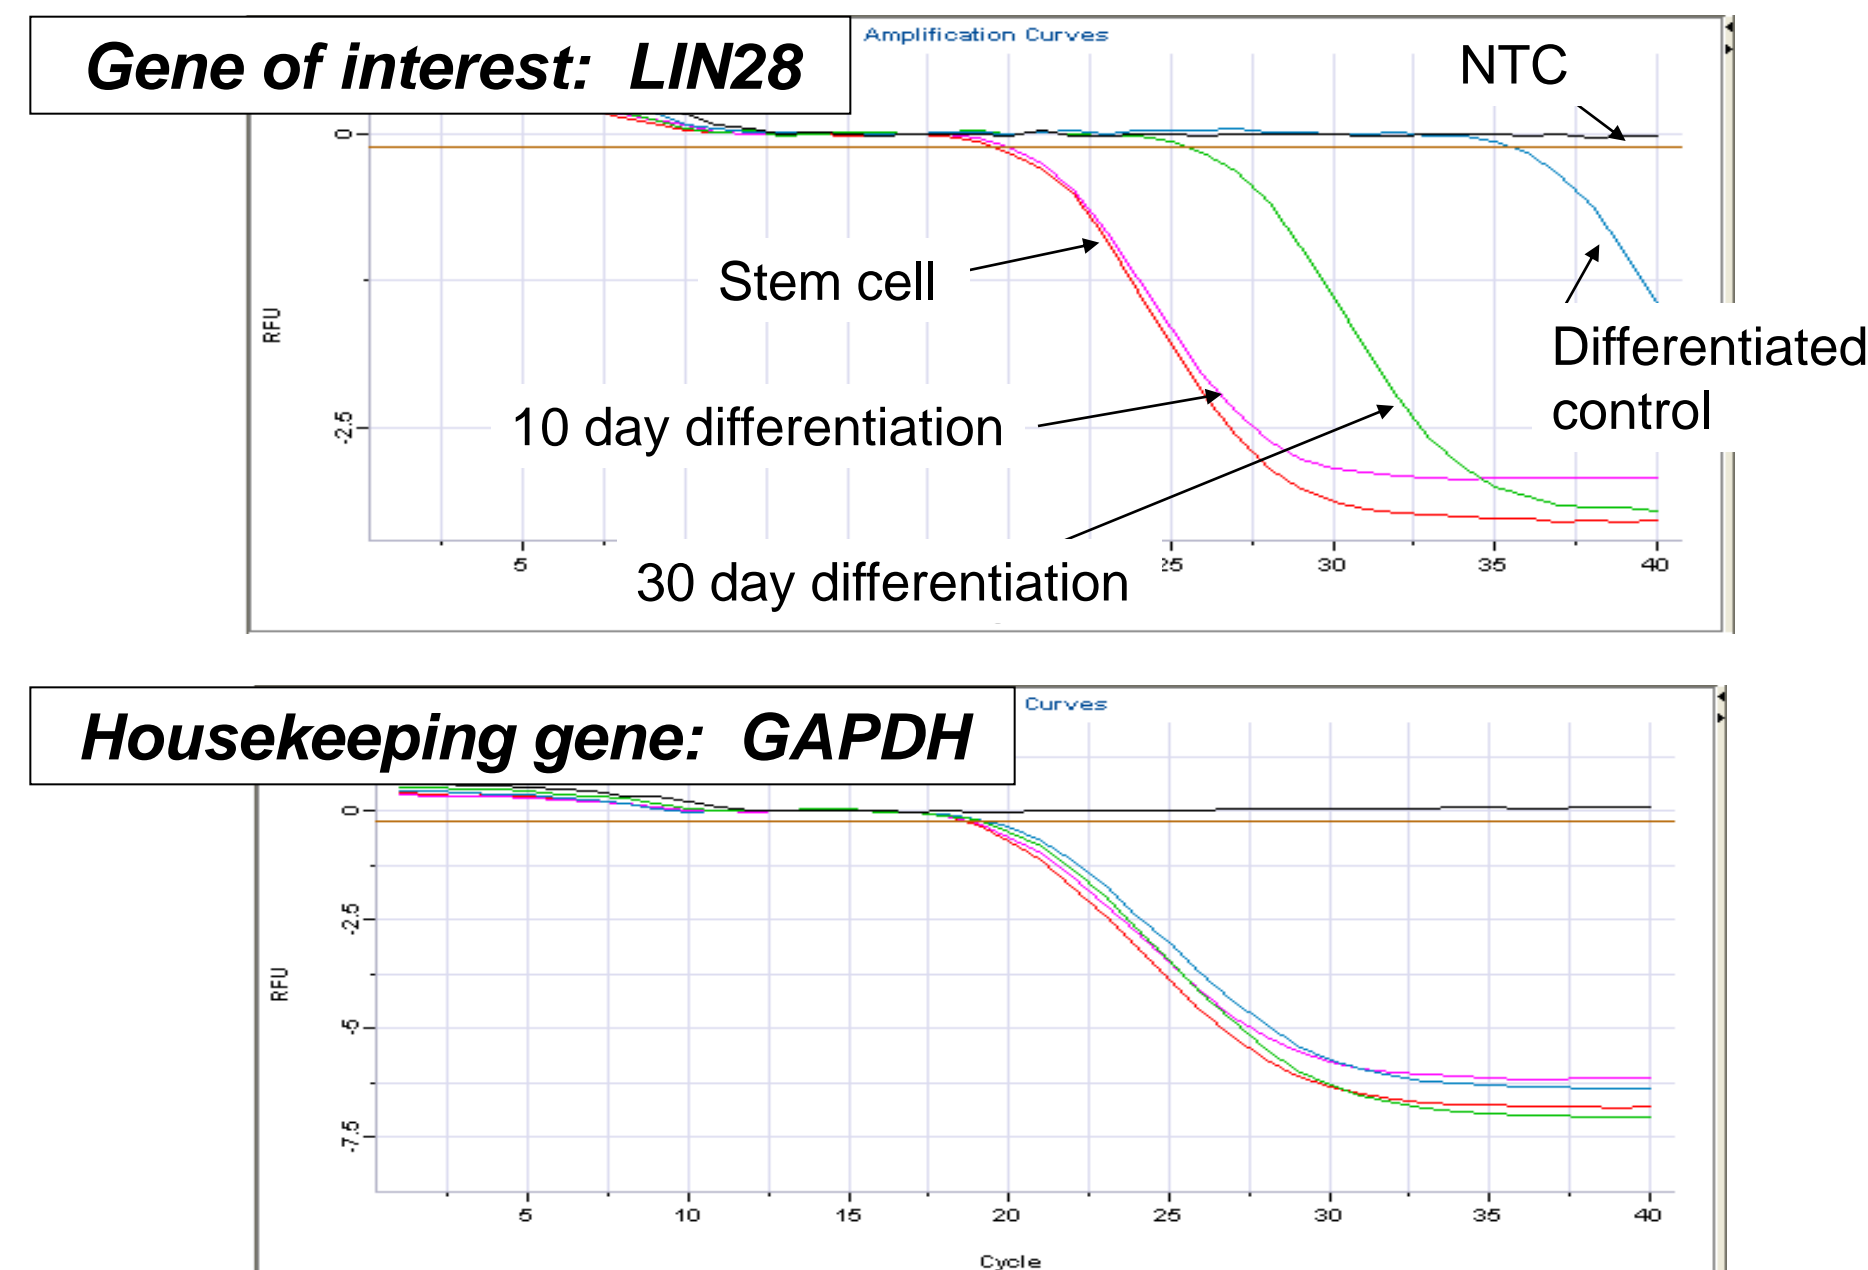 Gene of interest: LIN28
Amplification Curves
NTC
0
Stem cell
RFU
Differentiated
control
10 day differentiation
-2.5
5
25
30
35
40
30 day differentiation
Housekeeping gene: GAPDH
Curves
0
-2.5
RFU
-5
-7.5
5
10
15
20
25
30
35
40
Cycle